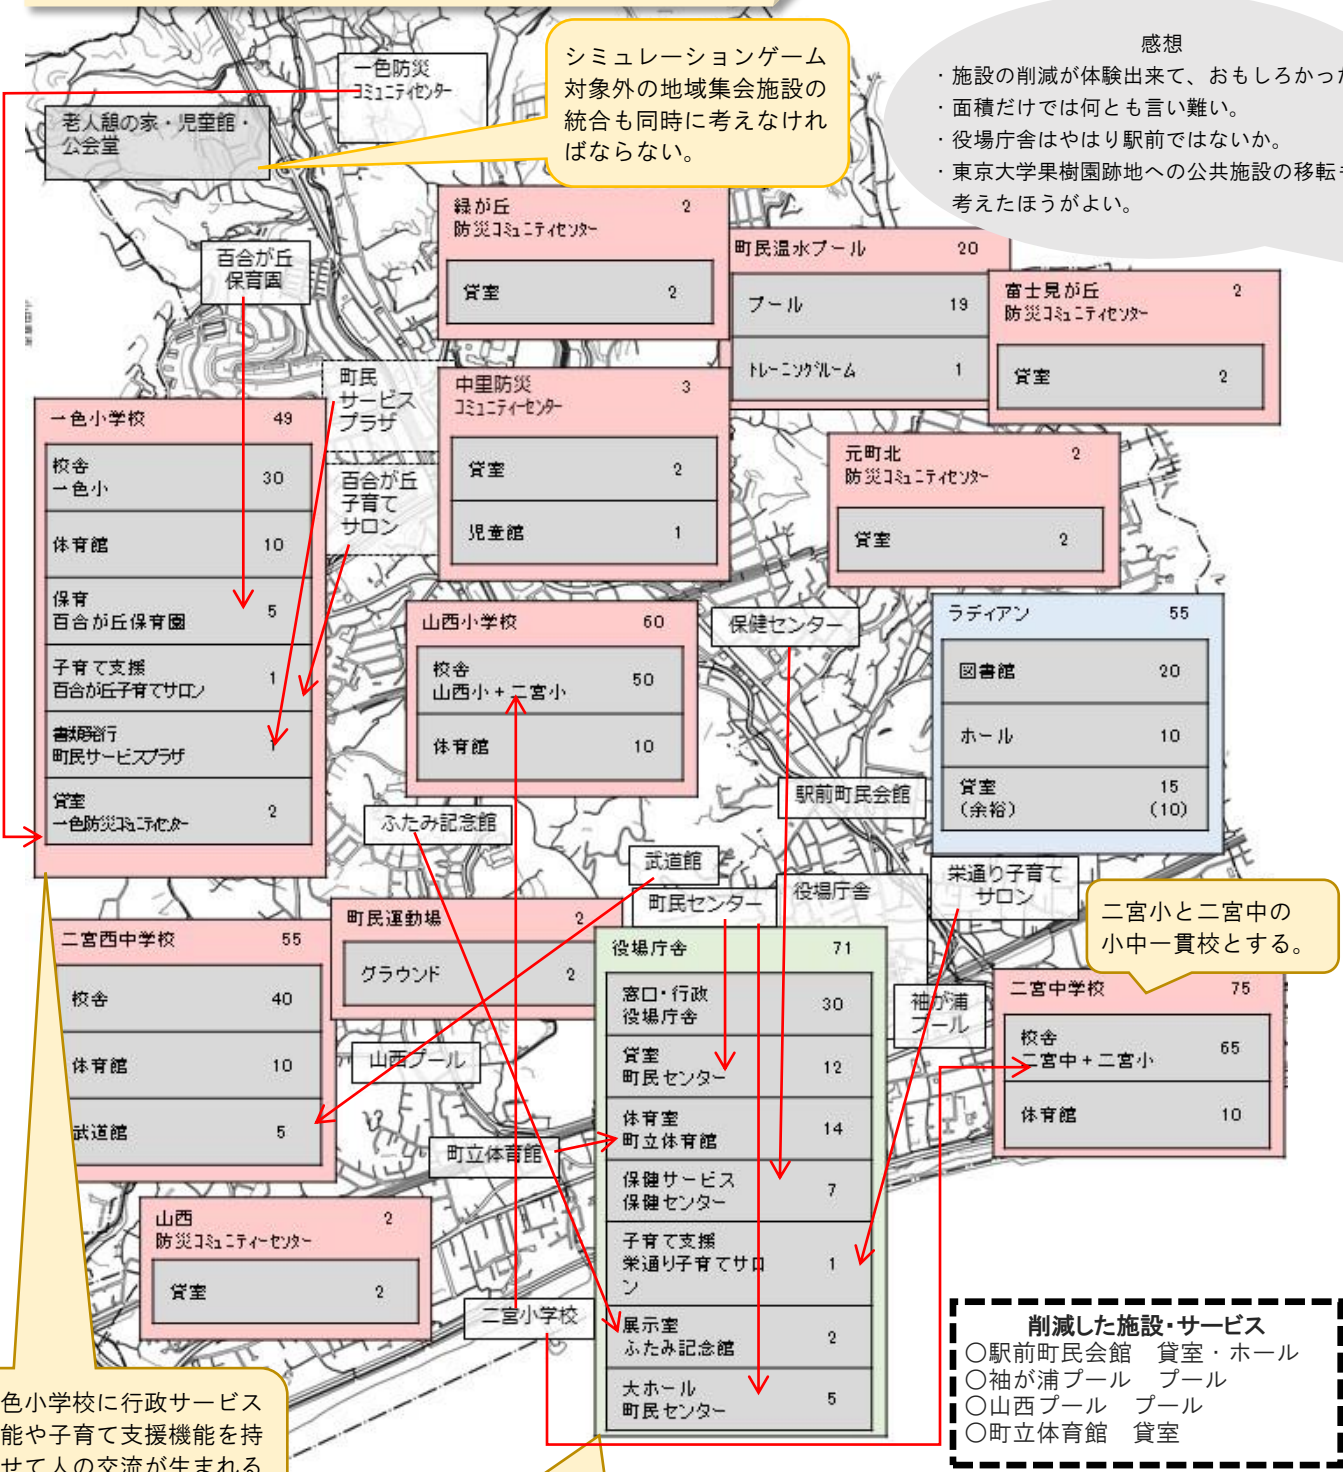 シミュレーションゲーム
対象外の地域集会施設の
統合も同時に考えなけれ
ばならない。
感想
・施設の削減が体験出来て、おもしろかった
・面積だけでは何とも言い難い。
・役場庁舎はやはり駅前ではないか。
・東京大学果樹園跡地への公共施設の移転も
考えたほうがよい。
一色防災
コミュニティセンター
老人憩の家・児童館・
公会堂
百合が丘
保育園
緑が丘 2
防災コミュニティセンター
貸室 2
町民温水プール 20
プール 19
トレーニングルーム 1
富士見が丘 2
防災コミュニティセンター
貸室 2
町民
サービス
プラザ
百合が丘
子育て
サロン
中里防災 3
コミュニティーセンター
貸室 2
児童館 1
元町北 2
防災コミュニティセンター
貸室 2
一色小学校 49
校舎
一色小 30
体育館 10
保育
百合が丘保育園 5
子育て支援
百合が丘子育てサロン 1
書類発行
町民サービスプラザ 1
貸室
一色防災コミュニティセンター 2
山西小学校 60
校舎
山西小+二宮小 50
体育館 10
保健センター
ラディアン 55
図書館 20
ホール 10
貸室 15
(余裕) (10)
駅前町民会館
ふたみ記念館
武道館
町民センター
役場庁舎
栄通り子育て
サロン
二宮小と二宮中の
小中一貫校とする。
二宮西中学校 55
校舎 40
体育館 10
武道館 5
町民運動場 2
グラウンド 2
山西プール
町立体育館
役場庁舎 71
窓口・行政
役場庁舎 30
貸室
町民センター 12
体育室
町立体育館 14
保健サービス
保健センター 7
子育て支援
栄通り子育てサロ
ン 1
展示室
ふたみ記念館 2
大ホール
町民センター 5
袖が浦
プール
二宮中学校 75
校舎
二宮中+二宮小 65
体育館 10
山西 2
防災コミュニティーセンター
貸室 2
二宮小学校
削減した施設・サービス
○駅前町民会館 貸室・ホール
○袖が浦プール プール
○山西プール プール
○町立体育館 貸室
色小学校に行政サービス
能や子育て支援機能を持
せて人の交流が生まれる